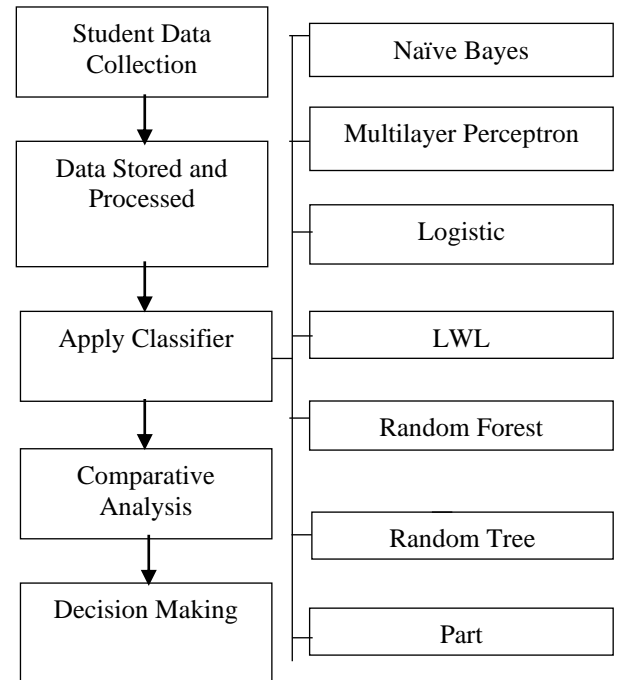 Student Data
Collection
Data Stored and
Processed
Apply Classifier
Comparative
Analysis
Decision Making
Naïve Bayes
Multilayer Perceptron
Logistic
LWL
Random Forest
Random Tree
Part